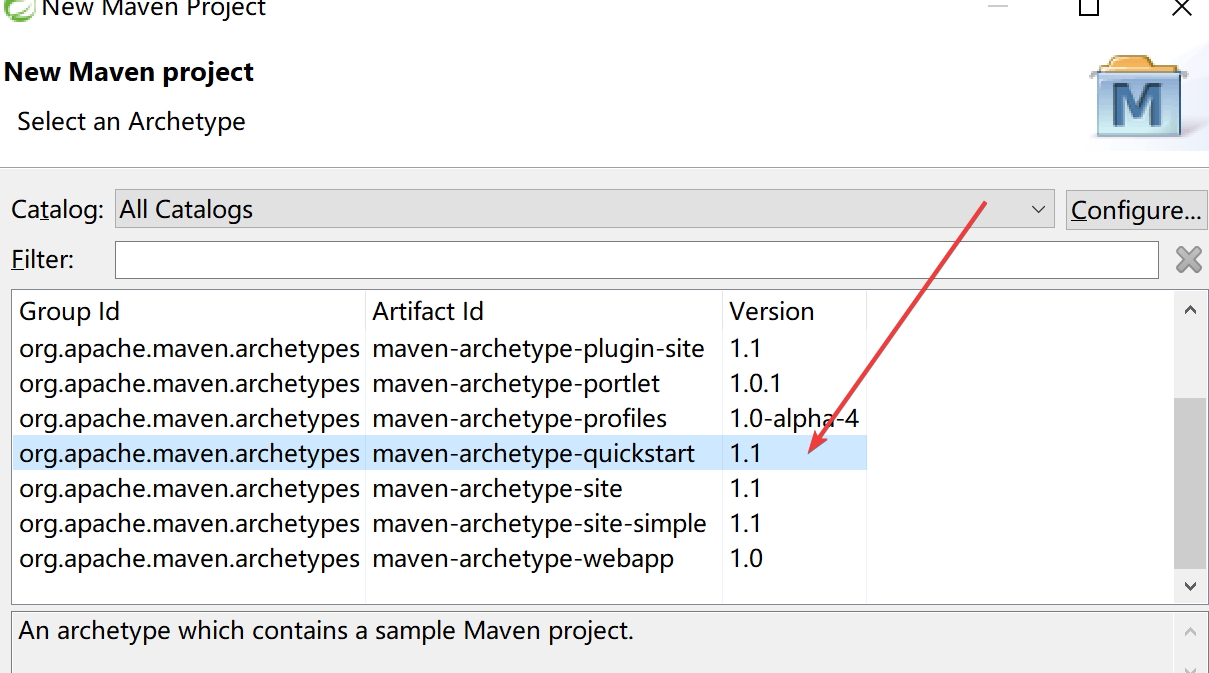 New Maven Project
New Maven project
Select an Archetype
M
Catalog: All Catalogs Configure...
Filter:
Group Id Artifact Id Version
org.apache.maven.archetypes maven-archetype-plugin-site 1.1
org.apache.maven.archetypes maven-archetype-portlet 1.0.1
org.apache.maven.archetypes maven-archetype-profiles 1.0-alpha-4
org.apache.maven.archetypes maven-archetype-quickstart 1.1
org.apache.maven.archetypes maven-archetype-site 1.1
org.apache.maven.archetypes maven-archetype-site-simple 1.1
org.apache.maven.archetypes maven-archetype-webapp 1.0
An archetype which contains a sample Maven project.